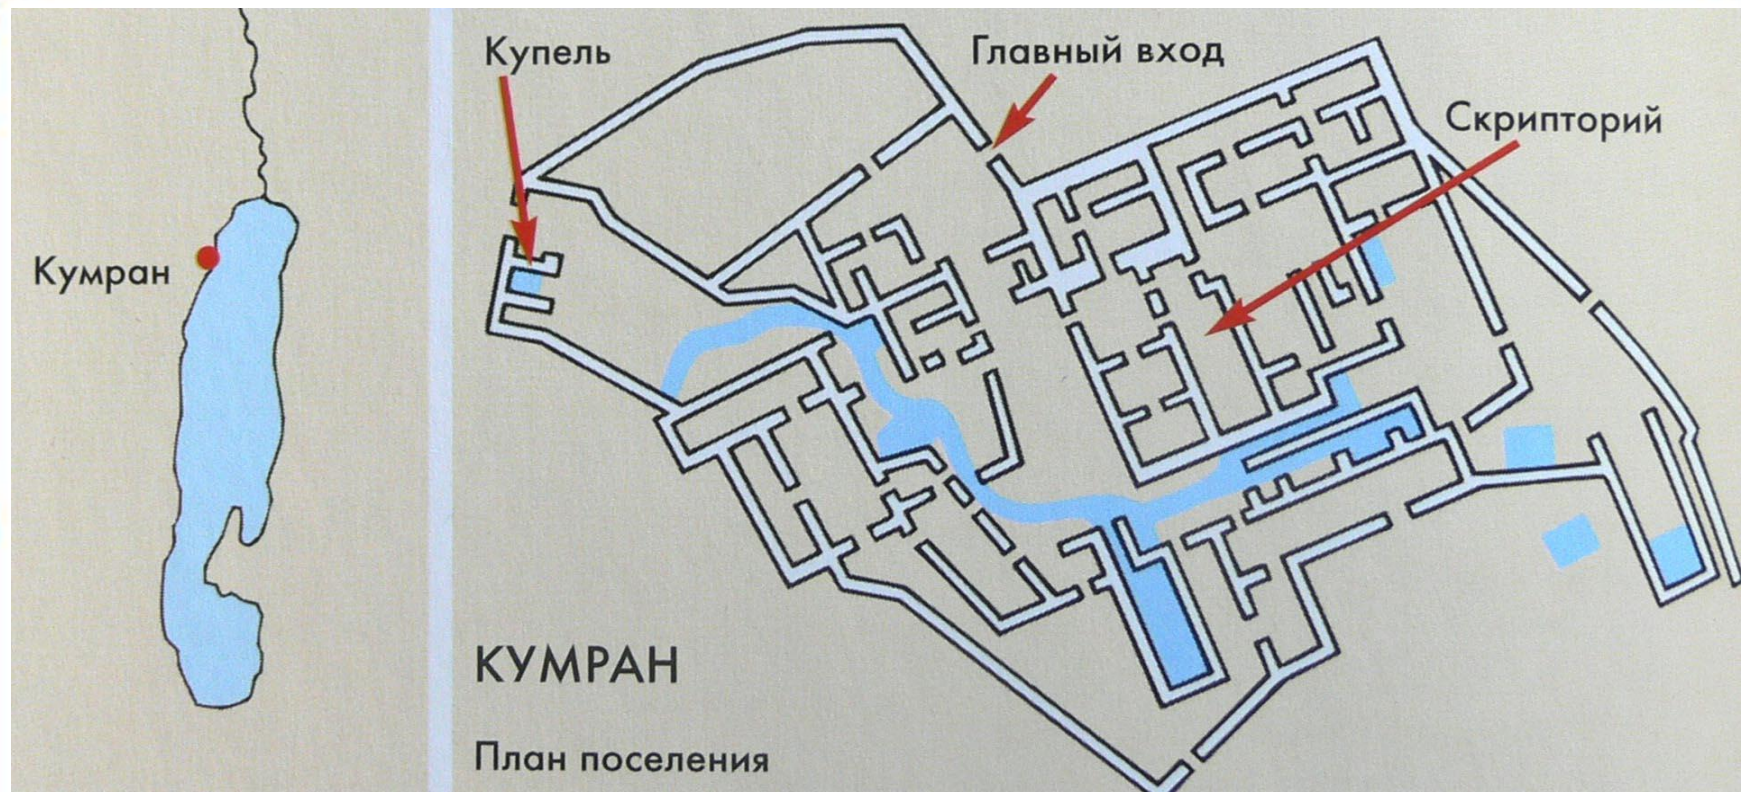 Кумран
Купель
Главный вход
Скрипторий
КУМРАН
План поселения